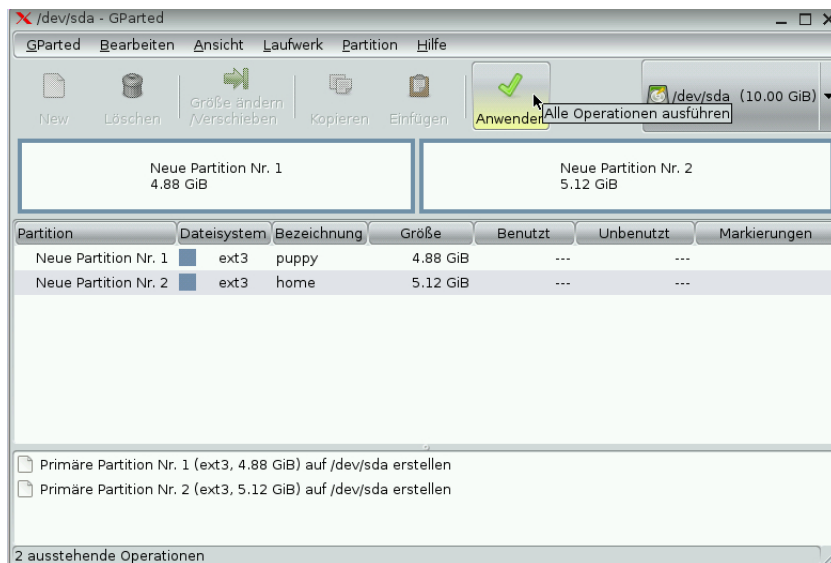 /dev/sda - GParted
GParted Bearbeiten Ansicht Laufwerk Partition Hilfe
New Löschen Größe ändern /Verschieben Kopieren Einfügen Anwenden /dev/sda (10.00 GiB)
Alle Operationen ausführen
Neue Partition Nr. 1
4.88 GiB
Neue Partition Nr. 2
5.12 GiB
Partition Dateisystem Bezeichnung Größe Benutzt Unbenutzt Markierungen
Neue Partition Nr. 1 ext3 puppy 4.88 GiB --- ---
Neue Partition Nr. 2 ext3 home 5.12 GiB --- ---
Primäre Partition Nr. 1 (ext3, 4.88 GiB) auf /dev/sda erstellen
Primäre Partition Nr. 2 (ext3, 5.12 GiB) auf /dev/sda erstellen
2 ausstehende Operationen